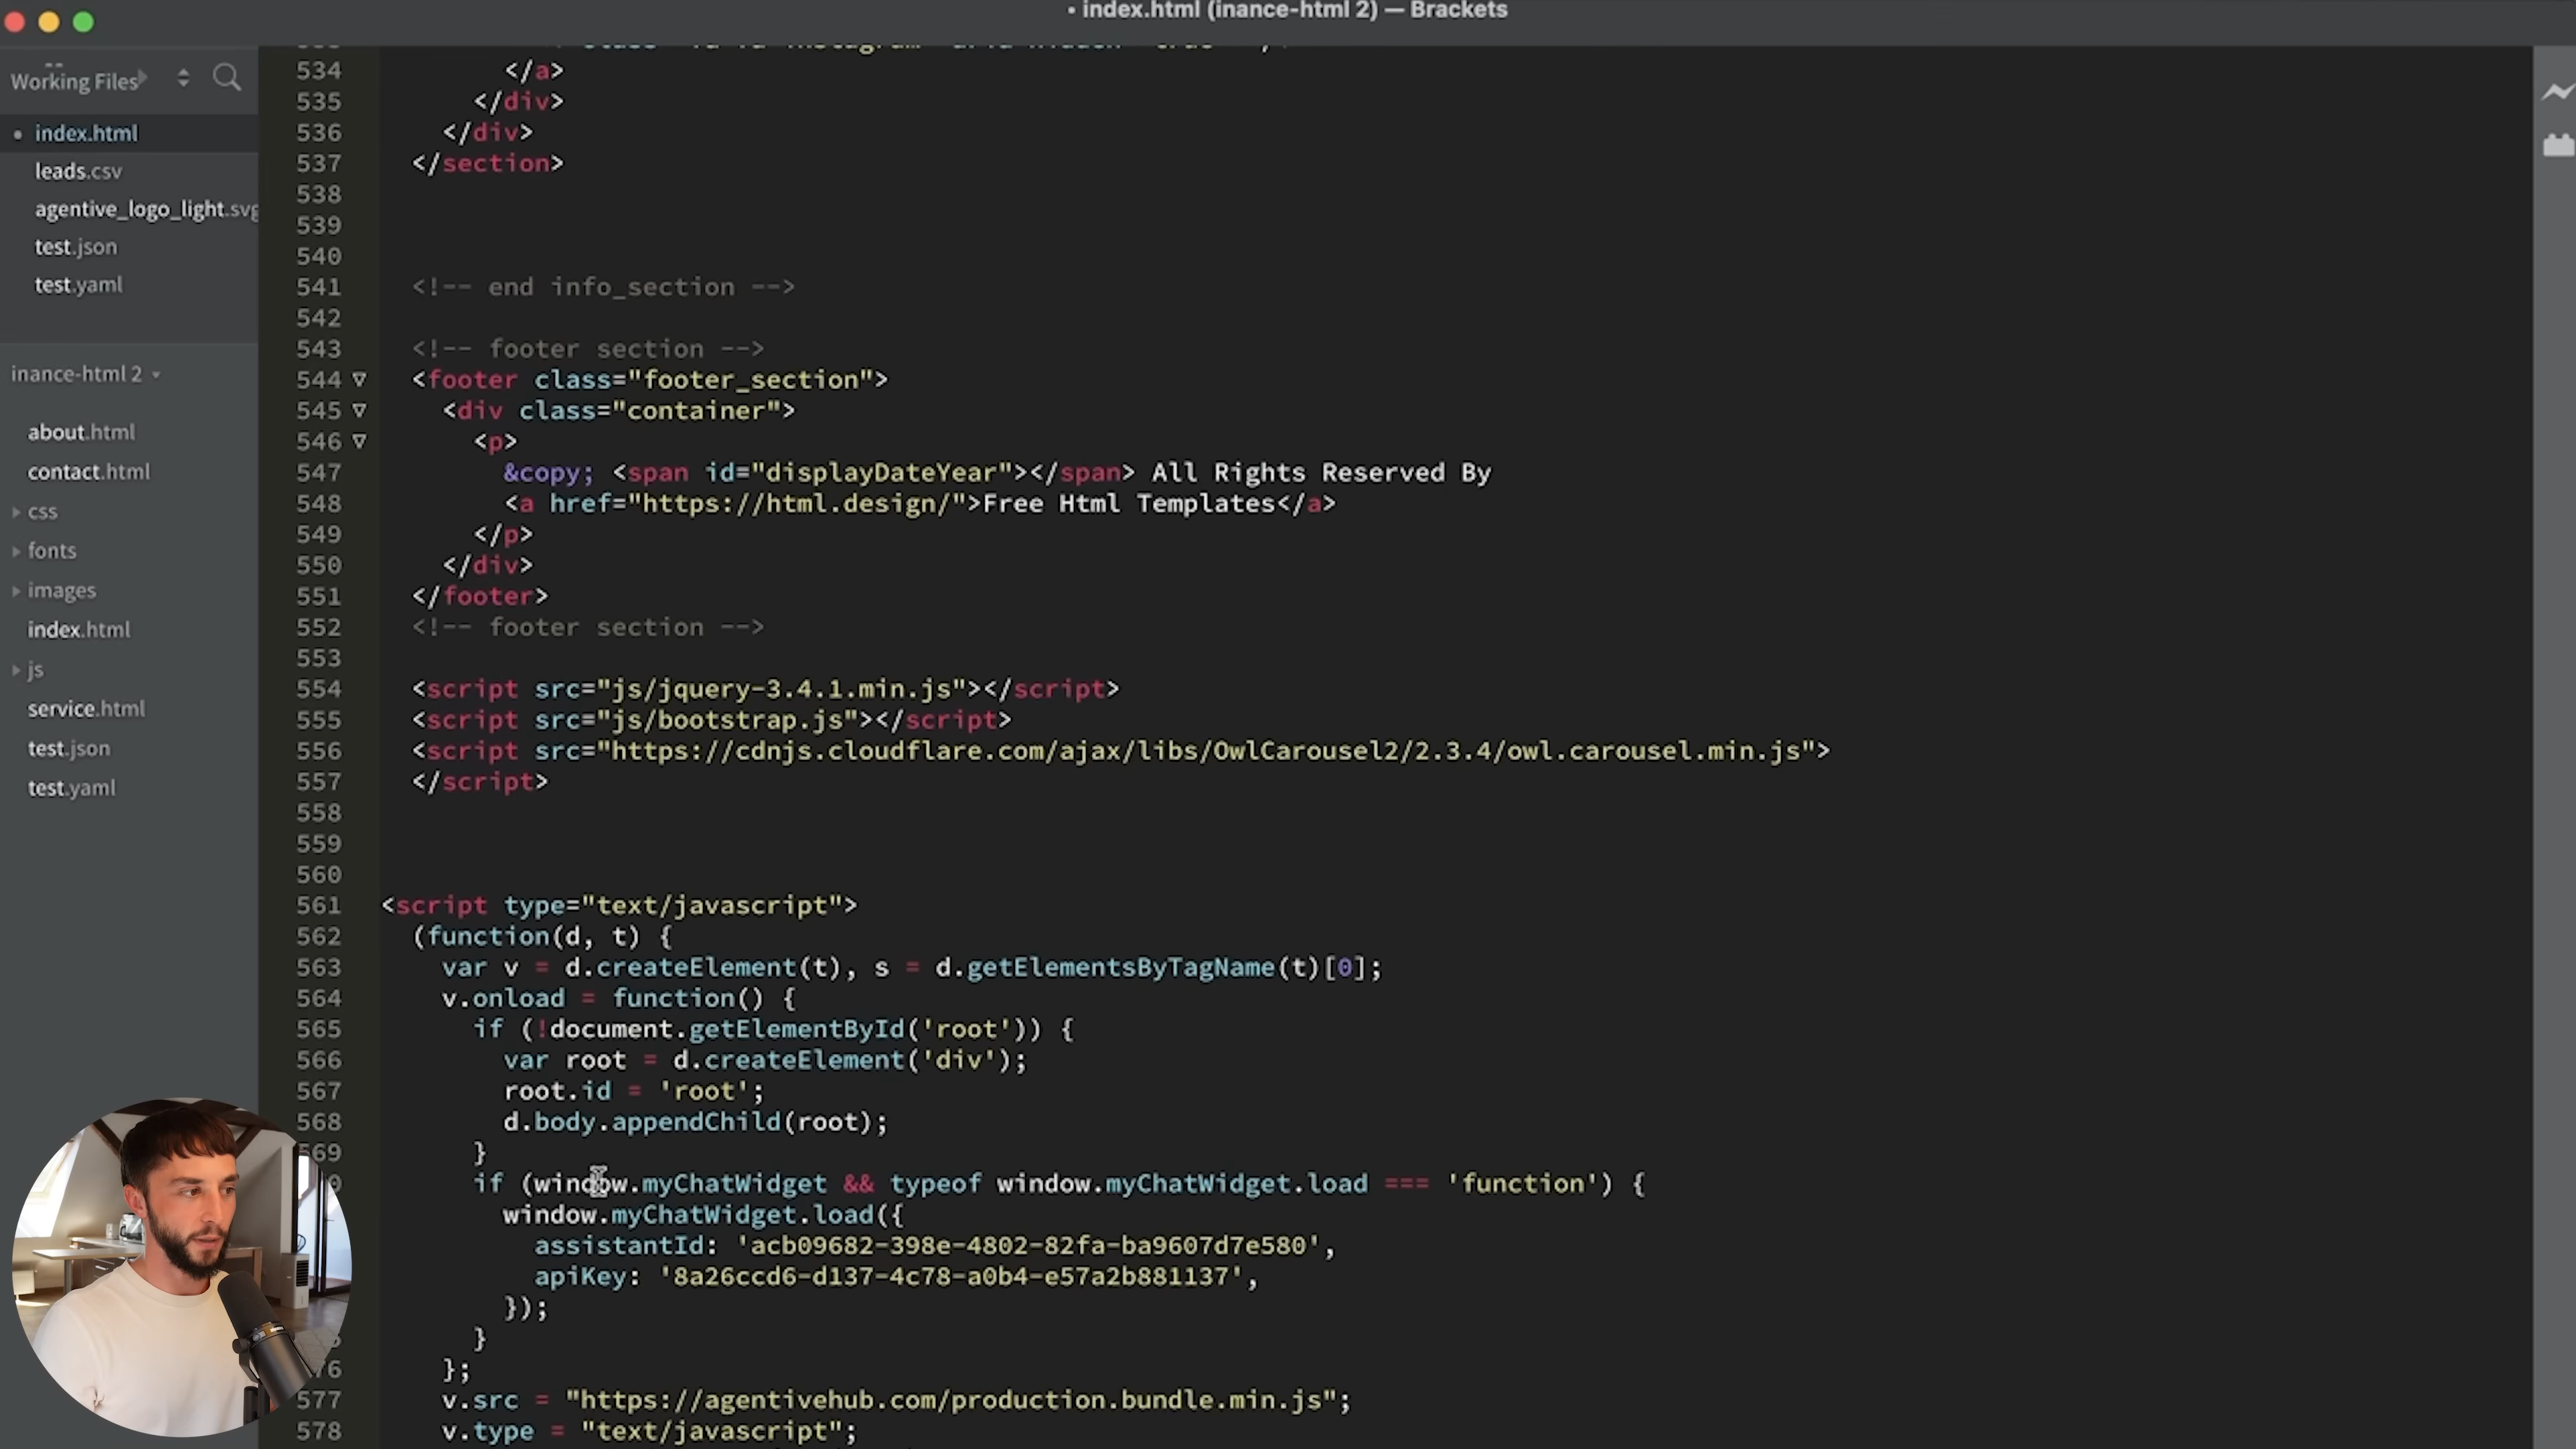 • index.html (inance-html 2) — Brackets
Working Files
index.html
leads.csv
agentive_logo_light.svg
test.json
test.yaml
inance-html 2
about.html
contact.html
css
fonts
images
index.html
js
service.html
test.json
test.yaml
534 </a>
535 </div>
536 </div>
537 </section>
538
539
540
541 <!-- end info_section -->
542
543 <!-- footer section -->
544 <footer class="footer_section">
545 <div class="container">
546 <p>
547 &copy; <span id="displayDateYear"></span> All Rights Reserved By
548 <a href="https://html.design/">Free Html Templates</a>
549 </p>
550 </div>
551 </footer>
552 <!-- footer section -->
553
554 <script src="js/jquery-3.4.1.min.js"></script>
555 <script src="js/bootstrap.js"></script>
556 <script src="https://cdnjs.cloudflare.com/ajax/libs/OwlCarousel2/2.3.4/owl.carousel.min.js">
557 </script>
558
559
560
561 <script type="text/javascript">
562 (function(d, t) {
563 var v = d.createElement(t), s = d.getElementsByTagName(t)[0];
564 v.onload = function() {
565 if (!document.getElementById('root')) {
566 var root = d.createElement('div');
567 root.id = 'root';
568 d.body.appendChild(root);
69 }
if (window.myChatWidget && typeof window.myChatWidget.load === 'function') {
window.myChatWidget.load({
assistantId: 'acb09682-398e-4802-82fa-ba9607d7e580',
apiKey: '8a26ccd6-d137-4c78-a0b4-e57a2b881137',
});
}
76 };
577 v.src = "https://agentivehub.com/production.bundle.min.js";
578 v.type = "text/javascript";